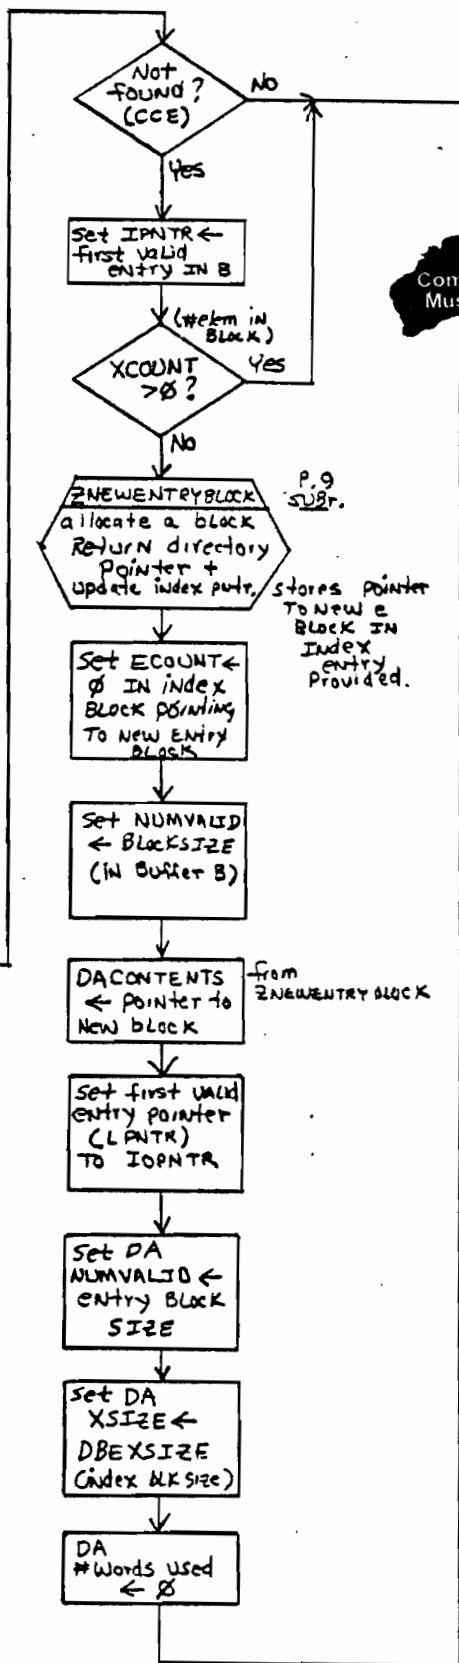 Not
found?
(CCE)
No
Yes
Set IPNTR ←
first valid
entry IN B
(#elem in
BLOCK)
XCOUNT
>Ø?
Yes
No
ZNEWENTRYBLOCK
allocate a block
Return directory
Pointer +
update index pntr.
P.9
SUBr.
stores pointer
TO New e
BLOCK IN
Index
entry
Provided.
Set ECOUNT ←
Ø IN index
BLOCK pointing
To New Entry
BLOCK
Set NUMVALID
← BLOCKSIZE
(IN Buffer B)
DACONTENTS
← pointer to
New block
from
ZNEWENTRY BLOCK
Set first valid
entry pointer
(LPNTR)
TO IOPNTR
Set DA
NUMVALID ←
entry BLOCK
SIZE
Set DA
XSIZE ←
DBEXSIZE
(index blk size)
DA
#Words used
← Ø
Com
Mus